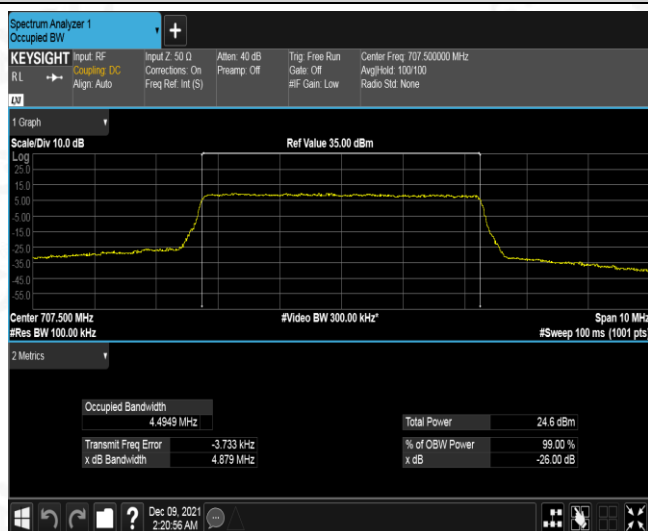 Spectrum Analyzer 1
Occupied BW
+
KEYSIGHT Input: RF Input Z: 50 Ω Atten: 40 dB Trig: Free Run Center Freq: 707.500000 MHz
RL Coupling: DC Corrections: On Preamp: Off Gate: Off Avg|Hold: 100/100
Align: Auto Freq Ref: Int (S) #IF Gain: Low Radio Std: None
LXI
1 Graph
Scale/Div 10.0 dB Ref Value 35.00 dBm
Log
25.0
15.0
5.00
-5.00
-15.0
-25.0
-35.0
-45.0
-55.0
Center 707.500 MHz #Video BW 300.00 kHz* Span 10 MHz
#Res BW 100.00 kHz #Sweep 100 ms (1001 pts)
2 Metrics
Occupied Bandwidth
4.4949 MHz Total Power 24.6 dBm
Transmit Freq Error -3.733 kHz % of OBW Power 99.00 %
x dB Bandwidth 4.879 MHz x dB -26.00 dB
? Dec 09, 2021
2:20:56 AM